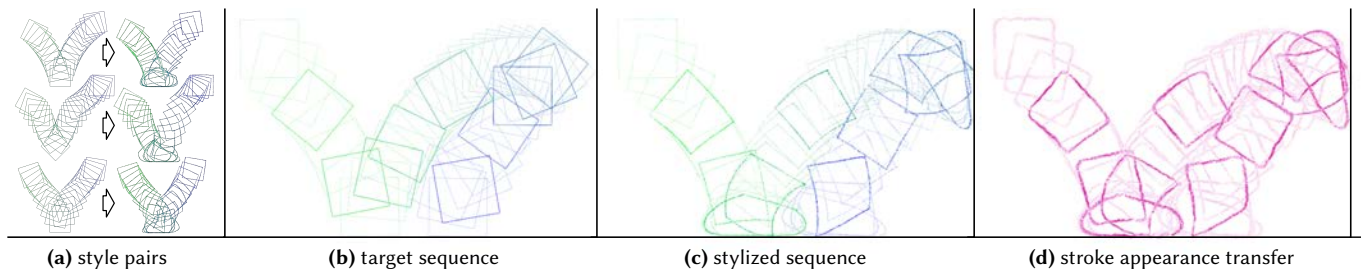 (a) style pairs
(b) target sequence
(c) stylized sequence
(d) stroke appearance transfer